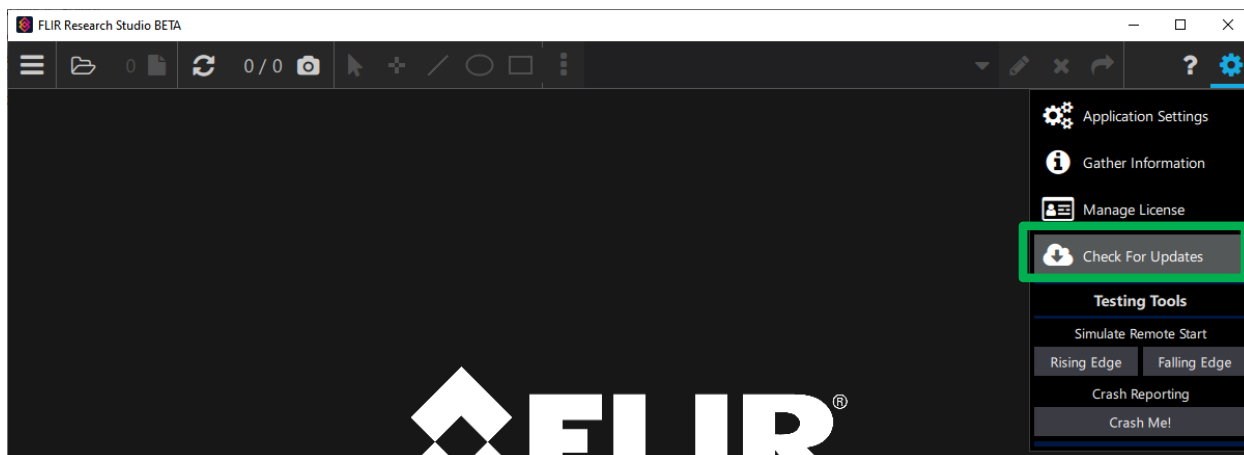 FLIR Research Studio BETA
0 0 / 0 ?
Application Settings
Gather Information
Manage License
Check For Updates
Testing Tools
Simulate Remote Start
Rising Edge Falling Edge
Crash Reporting
Crash Me!
FLIR®